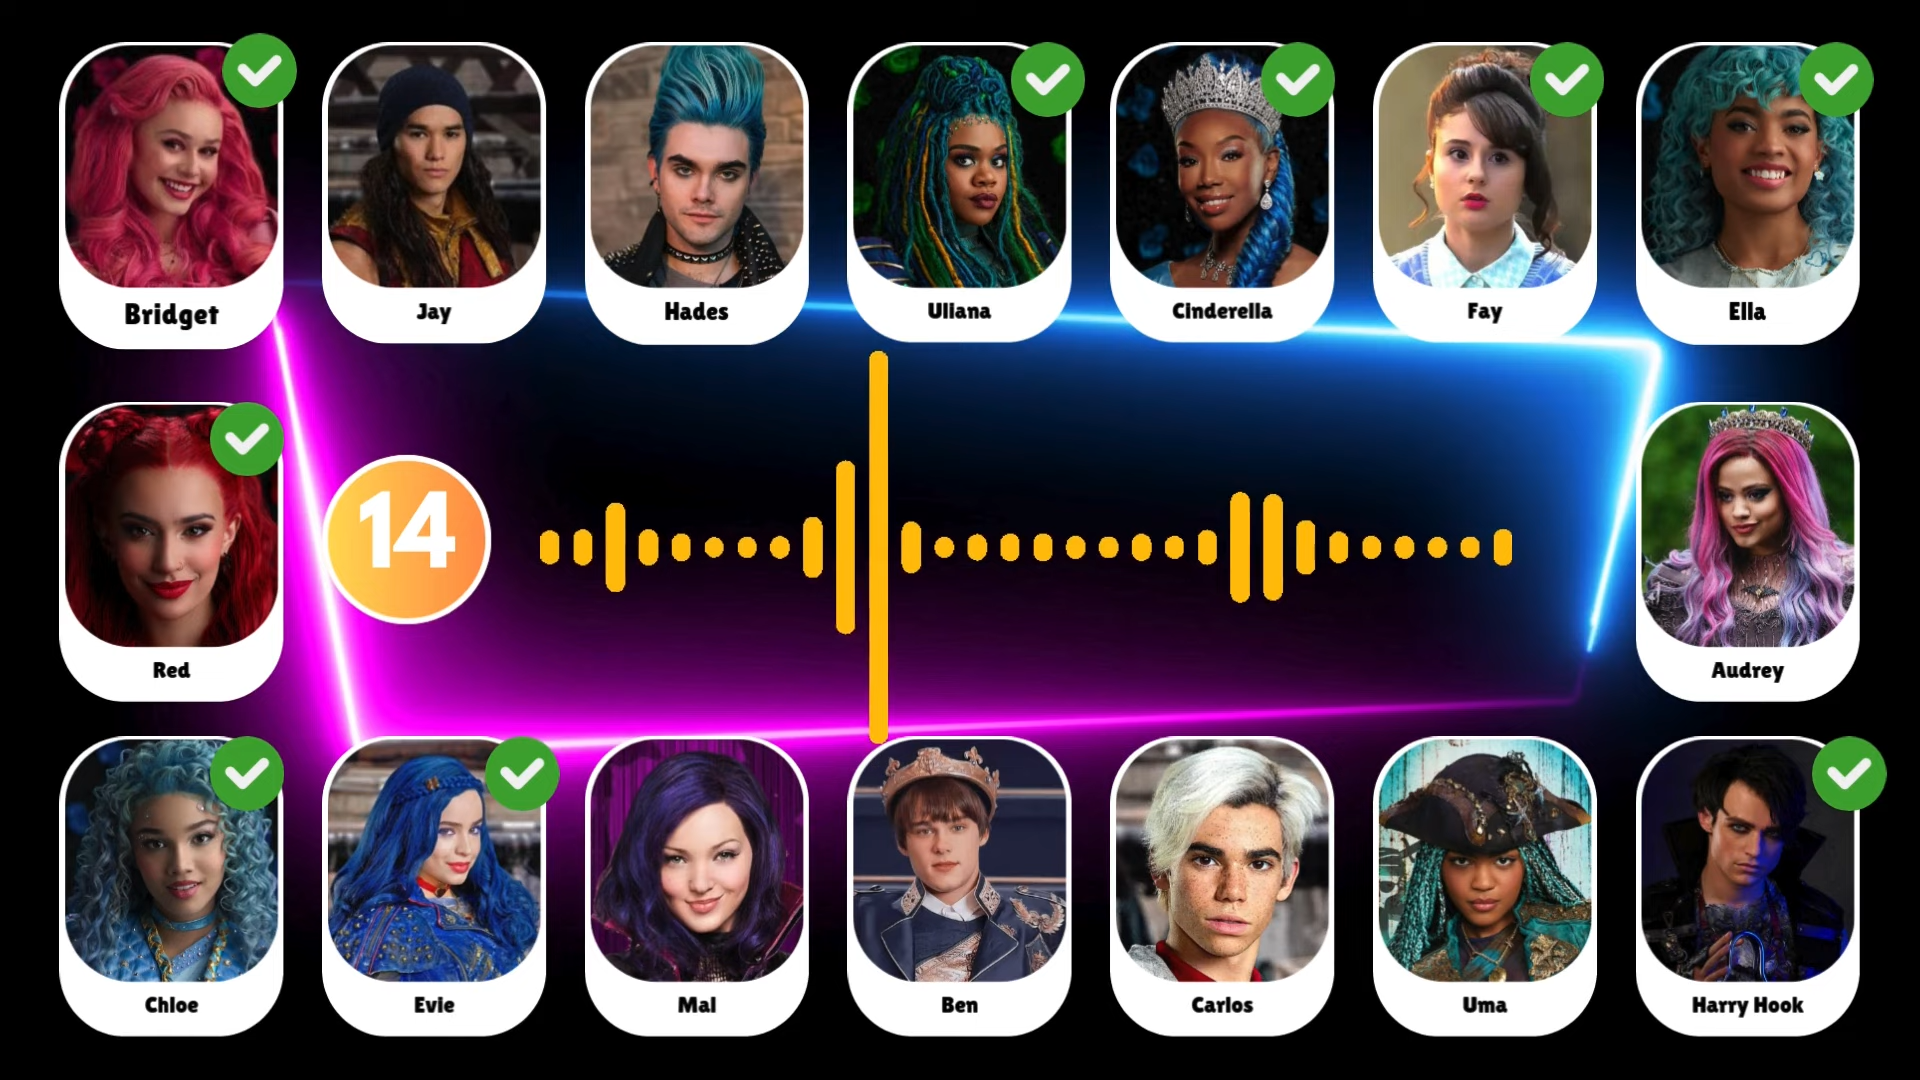 Bridget
Jay
Hades
Uliana
Cinderella
Fay
Ella
Red
14
Audrey
Chloe
Evie
Mal
Ben
Carlos
Uma
Harry Hook